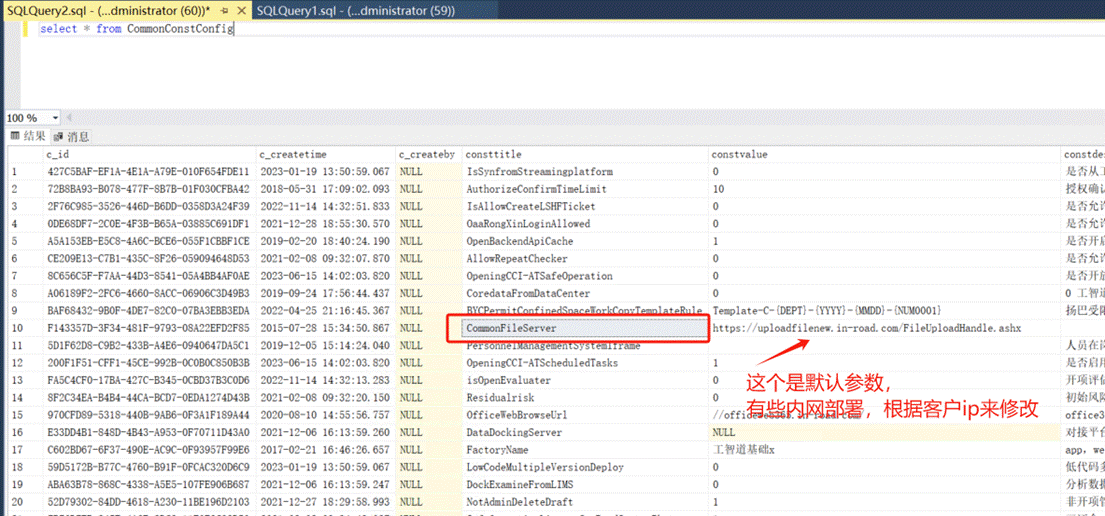 SQLQuery2.sql - (...dministrator (60))* SQLQuery1.sql - (...dministrator (59))
select * from CommonConstConfig
100 %
结果 消息
c_id c_createtime c_createby consttitle constvalue constdes
1 427C5BAF-EF1A-4E1A-A79E-010F654FDE11 2023-01-19 13:50:59.067 NULL IsSynfromStreamingplatform 0 是否从工
2 72B8BA93-B078-477F-8B7B-01F030CFBA42 2018-05-31 17:09:02.093 NULL AuthorizeConfirmTimeLimit 10 授权确认
3 2F76C985-3526-446D-B6DD-0358D3A24F39 2022-11-14 14:32:51.833 NULL IsAllowCreateLSHFTicket 0 是否允许
4 0DE68DF7-2C0E-4F3B-B65A-03885C691DF1 2021-12-28 18:55:30.570 NULL OaaRongXinLoginAllowed 0 是否允许
5 A5A153EB-E5C8-4A6C-BCE6-055F1CBBF1CE 2019-02-20 18:40:24.190 NULL OpenBackendApiCache 1 是否开启
6 CE209E13-C7B1-435C-8F26-059094648D53 2021-02-08 09:32:07.870 NULL AllowRepeatChecker 0 是否允许
7 8C656C5F-F7AA-44D3-8541-05A4BB4AF0AE 2023-06-15 14:02:03.820 NULL OpeningCCI-ATSafeOperation 0 是否开放
8 A06189F2-2FC6-4660-8ACC-06906C3D49B3 2019-09-24 17:56:44.437 NULL CoredataFromDataCenter 0 0 工智道
9 BAF68432-9B0F-4DE7-82C0-07BA3EBB3EDA 2022-04-25 21:16:45.367 NULL BYCPermitConfinedSpaceWorkCopyTemplateRule Template-C-{DEPT}-{YYYY}-{MMDD}-{NUM0001} 扬巴受限
10 F143357D-3F34-481F-9793-08A22EFD2F85 2015-07-28 15:34:50.867 NULL CommonFileServer https://uploadfilenew.in-road.com/FileUploadHandle.ashx
11 5D1F62D8-C9B2-433B-A4E6-0940647DA5C1 2019-12-05 15:14:24.040 NULL PersonnelManagementSystemIframe 人员在岗
12 200F1F51-CFF1-45CE-992B-0C0B0C850B3B 2023-06-15 14:02:03.820 NULL OpeningCCI-ATScheduledTasks 1 是否启用
13 FA5C4CF0-17BA-427C-B345-0CBD37B3C0D6 2022-11-14 14:32:13.283 NULL isOpenEvaluater 0 开项评估
14 8F2C34EA-B4B4-44CA-BCD7-0EDA1274D43B 2021-02-08 09:32:20.150 NULL Residualrisk 0 初始风险
15 970CFD89-5318-440B-9AB6-0F3A1F189A44 2020-08-10 14:55:56.757 NULL OfficeWebBrowseUrl office3
16 E33DD4B1-848D-4B43-A953-0F70711D43A0 2021-12-06 16:13:59.260 NULL DataDockingServer NULL 对接平台
17 C602BD67-6F37-490E-AC9C-0F93957F99E6 2017-02-21 16:46:26.657 NULL FactoryName 工智道基础x app，we
18 59D5172B-B77C-4760-B91F-0FCAC320D6C9 2023-01-19 13:50:59.067 NULL LowCodeMultipleVersionDeploy 0 低代码多
19 ABA63B78-868C-4338-A5E5-107FE906B687 2021-12-06 16:13:59.247 NULL DockExamineFromLIMS 0 分析数据
20 52D79302-84DD-4618-A230-11BE196D2103 2021-12-27 18:29:58.993 NULL NotAdminDeleteDraft 1 非开项管
这个是默认参数，
有些内网部署，根据客户ip来修改